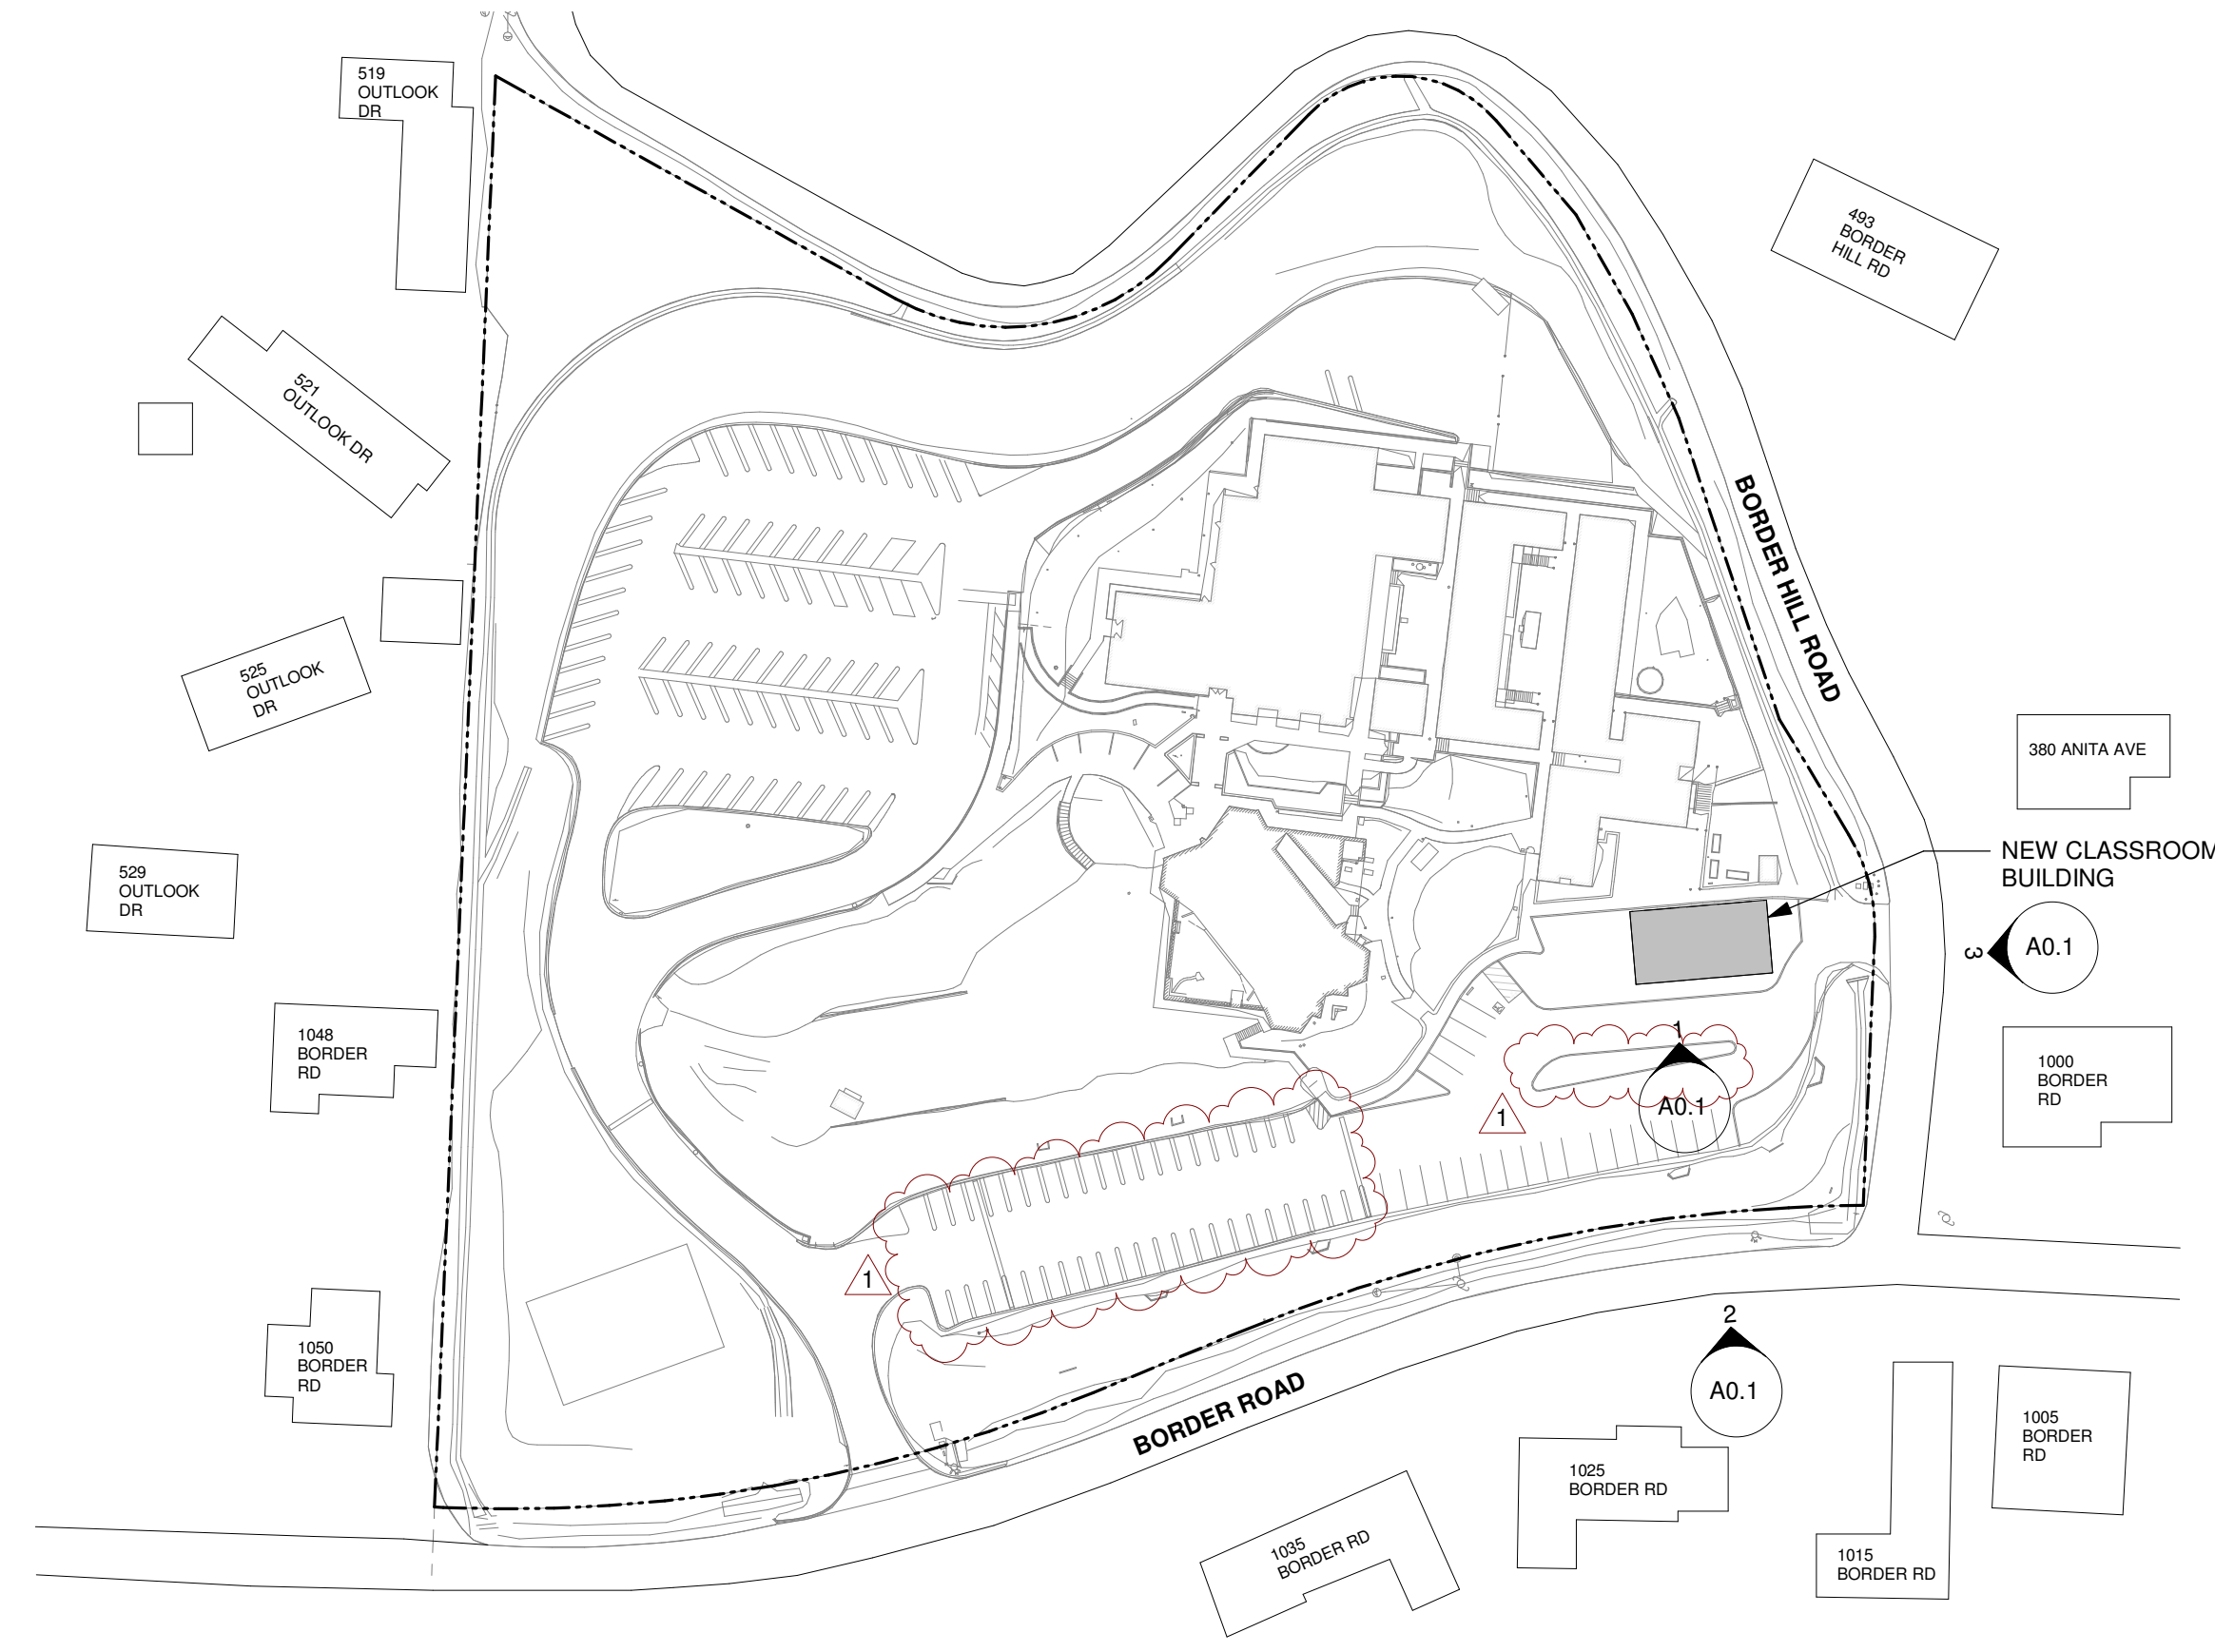 519
OUTLOOK
DR
493
BORDER
HILL RD
521
OUTLOOK DR
BORDER HILL ROAD
525
OUTLOOK
DR
380 ANITA AVE
NEW CLASSROOM
BUILDING
529
OUTLOOK
DR
3
A0.1
1048
BORDER
RD
1
A0.1
1
1000
BORDER
RD
1
1050
BORDER
RD
2
A0.1
BORDER ROAD
1005
BORDER
RD
1025
BORDER RD
1035
BORDER RD
1015
BORDER RD